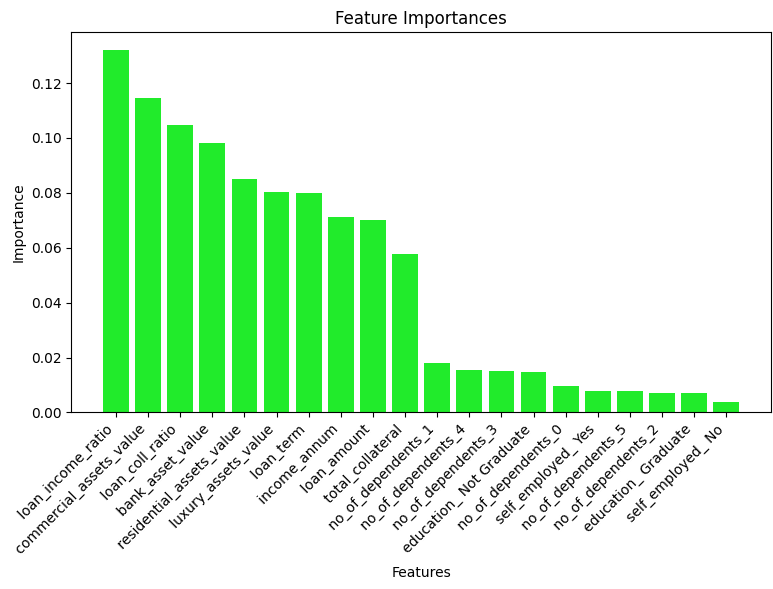 Feature Importances
Importance
0.12
0.10
0.08
0.06
0.04
0.02
0.00
loan_income_ratio
commercial_assets_value
loan_coll_ratio
bank_asset_value
residential_assets_value
luxury_assets_value
loan_term
income_annum
loan_amount
total_collateral
no_of_dependents_1
no_of_dependents_4
no_of_dependents_3
education_ Not Graduate
no_of_dependents_0
self_employed_ Yes
no_of_dependents_5
no_of_dependents_2
education_ Graduate
self_employed_ No
Features